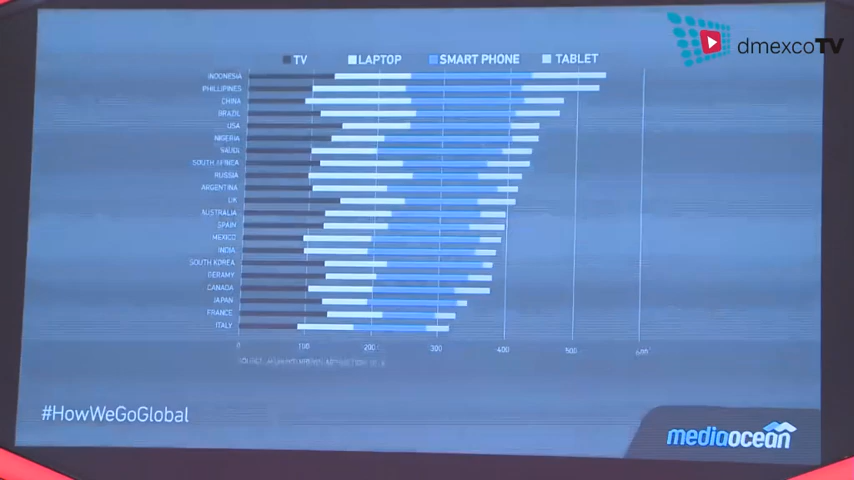 dmexcoTV
TV LAPTOP SMART PHONE TABLET
INDONESIA
PHILLIPINES
CHINA
BRAZIL
USA
NIGERIA
SAUDI
SOUTH AFRICA
RUSSIA
ARGENTINA
UK
AUSTRALIA
SPAIN
MEXICO
INDIA
SOUTH KOREA
GERAMY
CANADA
JAPAN
FRANCE
ITALY
0 100 200 300 400 500 600
#HowWeGoGlobal
mediaocean